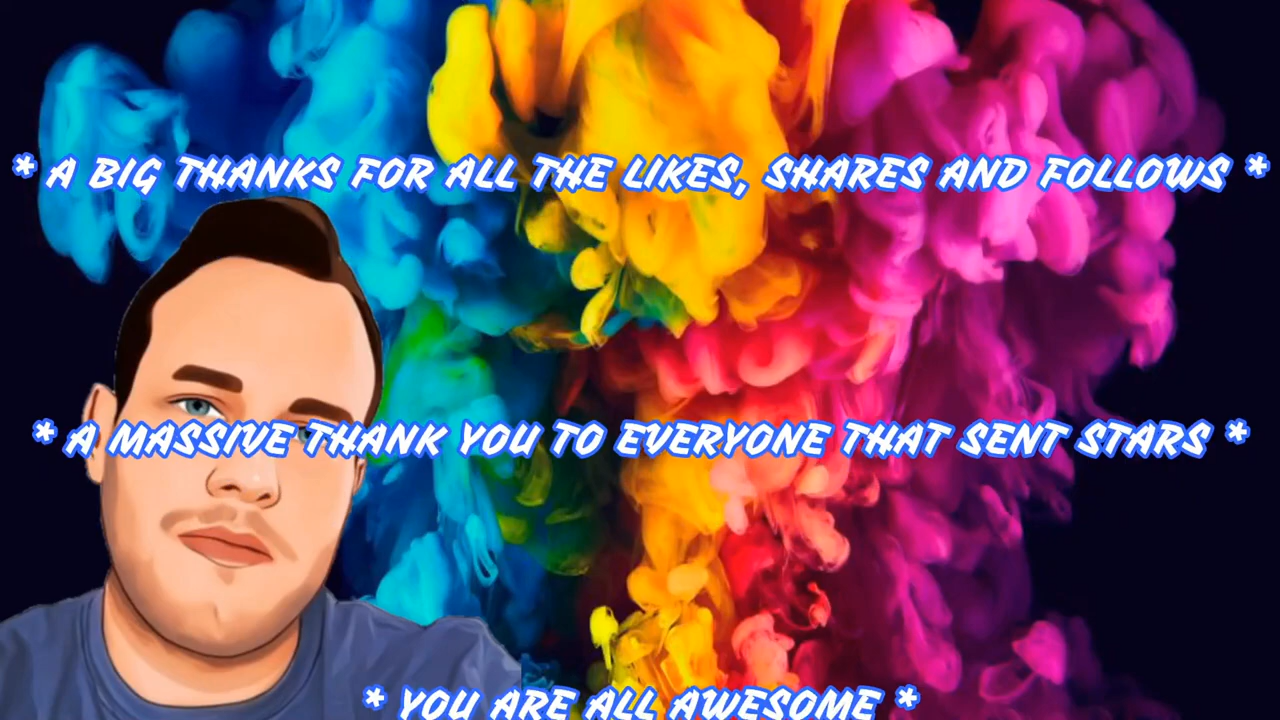 * A BIG THANKS FOR ALL THE LIKES, SHARES AND FOLLOWS *
* A MASSIVE THANK YOU TO EVERYONE THAT SENT STARS *
* YOU ARE ALL AWESOME *